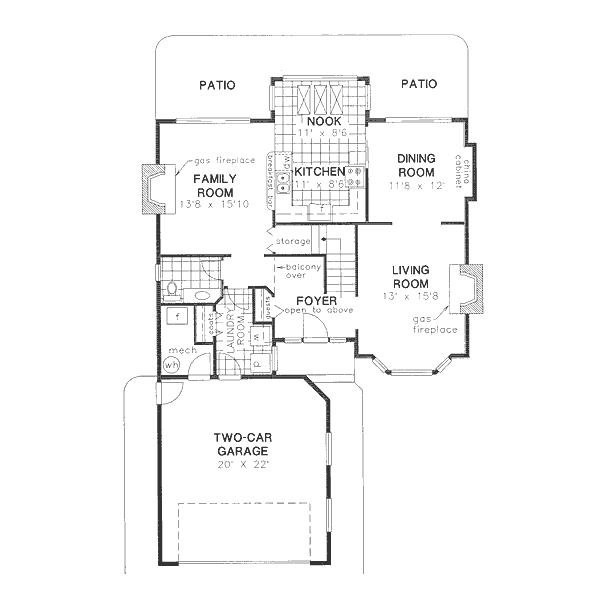 PATIO
PATIO
NOOK
11' x 8'6
gas fireplace
FAMILY
ROOM
13'8 x 15'10
breakfast bar
dw
KITCHEN
11' x 8'6
f
DINING
ROOM
11'8 x 12'
china
cabinet
storage
balcony
over
FOYER
open to above
LIVING
ROOM
13' x 15'8
gas
fireplace
guests
coats
LAUNDRY
ROOM
w
D
f
mech
wh
TWO-CAR
GARAGE
20' x 22'